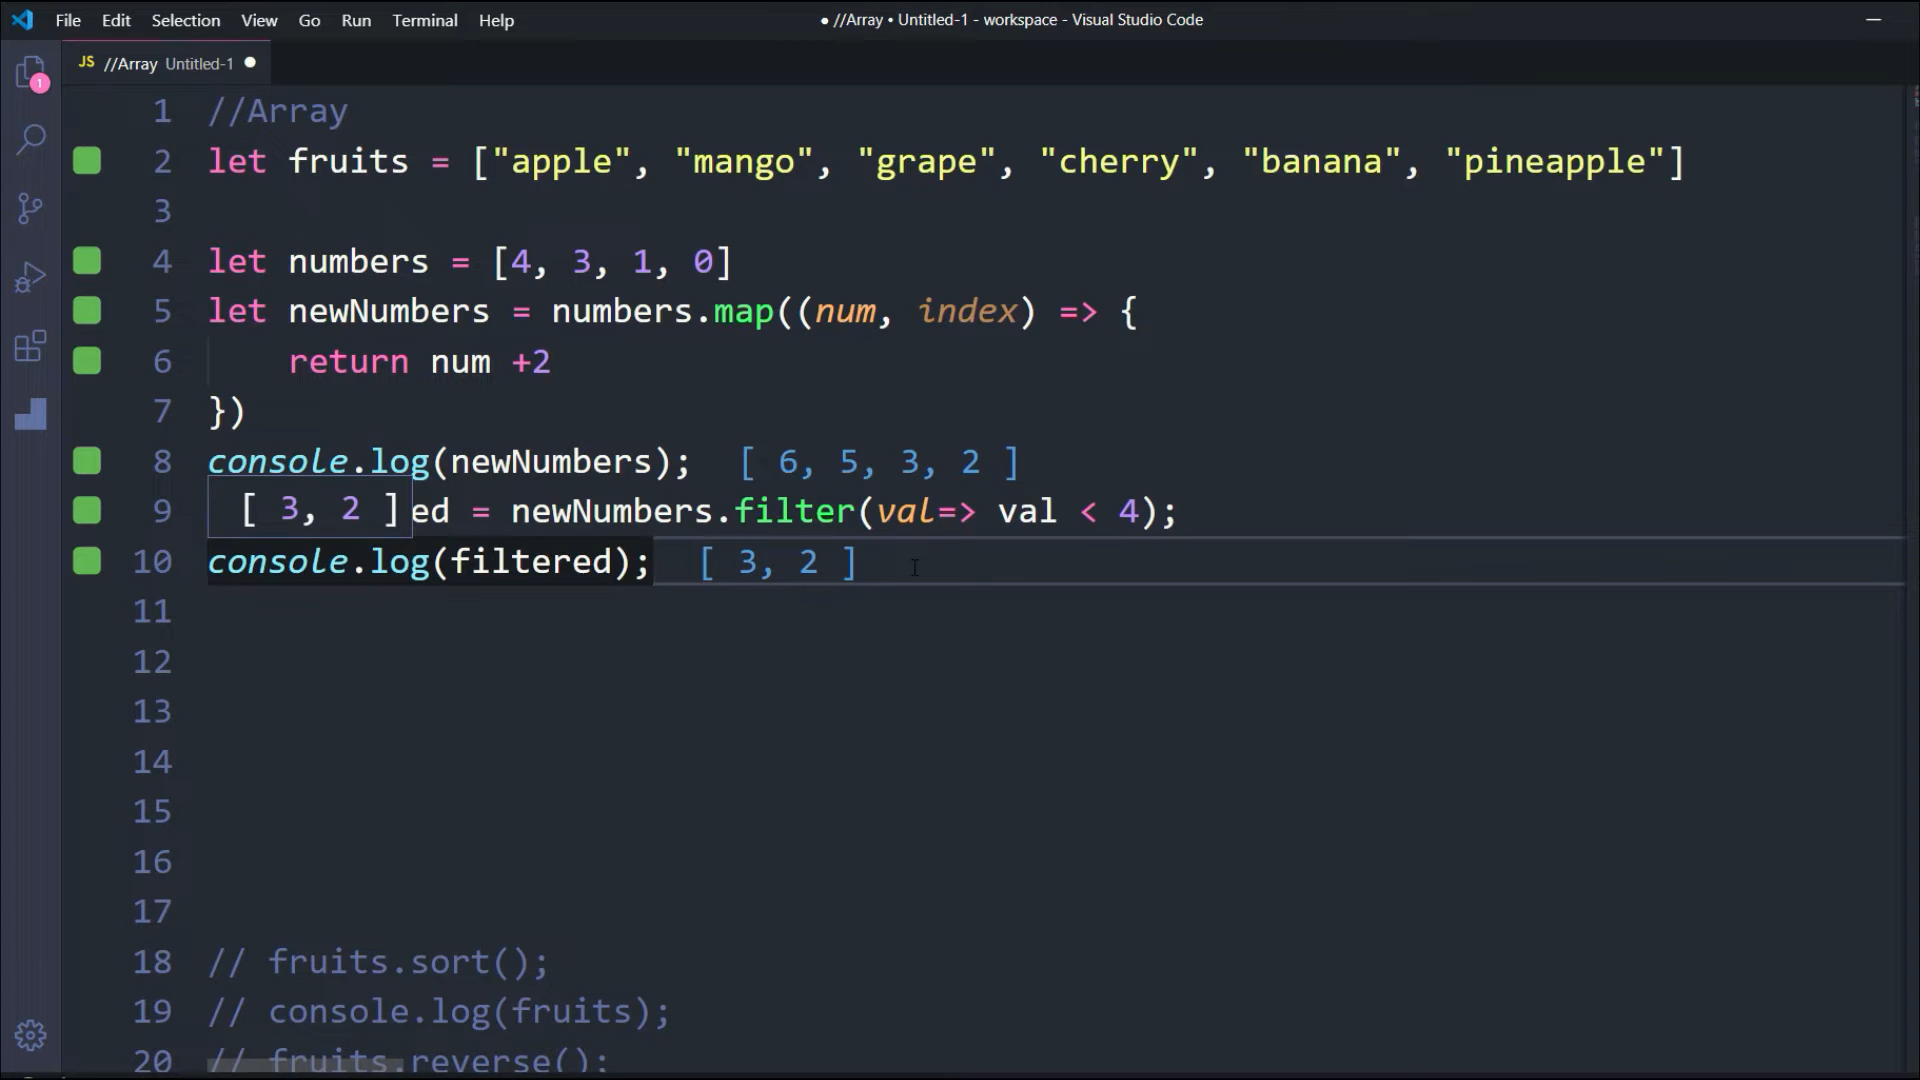 File Edit Selection View Go Run Terminal Help ● //Array • Untitled-1 - workspace - Visual Studio Code
1
JS //Array Untitled-1 ●
1 //Array
2 let fruits = ["apple", "mango", "grape", "cherry", "banana", "pineapple"]
3
4 let numbers = [4, 3, 1, 0]
5 let newNumbers = numbers.map((num, index) => {
6 return num +2
7 })
8 console.log(newNumbers); [ 6, 5, 3, 2 ]
9 [ 3, 2 ]ed = newNumbers.filter(val=> val < 4);
10 console.log(filtered); [ 3, 2 ]
11
12
13
14
15
16
17
18 // fruits.sort();
19 // console.log(fruits);
20 // fruits.reverse();